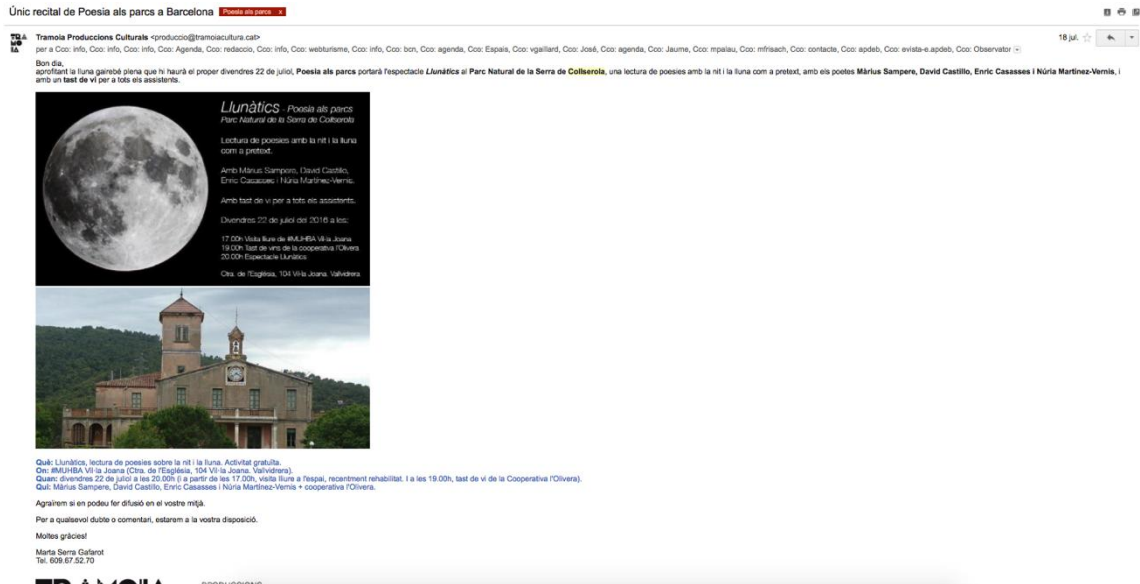 Únic recital de Poesia als parcs a Barcelona Poesia als parcs x
TRA
MO
IA
Tramoia Produccions Culturals <produccio@tramoiacultura.cat>
18 jul.
per a Cco: info, Cco: info, Cco: info, Cco: Agenda, Cco: redaccio, Cco: info, Cco: webturisme, Cco: info, Cco: bcn, Cco: agenda, Cco: Espais, Cco: vgaillard, Cco: José, Cco: agenda, Cco: Jaume, Cco: mpalau, Cco: mfrisach, Cco: contacte, Cco: apdeb, Cco: evista-e.apdeb, Cco: Observator
Bon dia,
aprofitant la lluna gairebé plena que hi haurà el proper divendres 22 de juliol, Poesia als parcs portarà l'espectacle Llunàtics al Parc Natural de la Serra de Collserola, una lectura de poesies amb la nit i la lluna com a pretext, amb els poetes Màrius Sampere, David Castillo, Enric Casasses i Núria Martínez-Vernis, i
amb un tast de vi per a tots els assistents.
Llunàtics - Poesia als parcs
Parc Natural de la Serra de Collserola
Lectura de poesies amb la nit i la lluna
com a pretext.
Amb Màrius Sampere, David Castillo,
Enric Casasses i Núria Martínez-Vernis.
Amb tast de vi per a tots els assistents.
Divendres 22 de juliol del 2016 a les:
17.00h Visita lliure de #MUHBA Vil·la Joana
19.00h Tast de vins de la cooperativa l'Olivera
20.00h Espectacle Llunàtics
Ctra. de l'Església, 104 Vil·la Joana. Vallvidrera
Què: Llunàtics, lectura de poesies sobre la nit i la lluna. Activitat gratuïta.
On: #MUHBA Vil·la Joana (Ctra. de l'Església, 104 Vil·la Joana. Vallvidrera).
Quan: divendres 22 de juliol a les 20.00h (i a partir de les 17.00h, visita lliure a l'espai, recentment rehabilitat. I a les 19.00h, tast de vi de la Cooperativa l'Olivera).
Qui: Màrius Sampere, David Castillo, Enric Casasses i Núria Martínez-Vernis + cooperativa l'Olivera.
Agrairem si en podeu fer difusió en el vostre mitjà.
Per a qualsevol dubte o comentari, estarem a la vostra disposició.
Moltes gràcies!
Marta Serra Gafarot
Tel. 609.67.52.70
TRAMOIA PRODUCCIONS